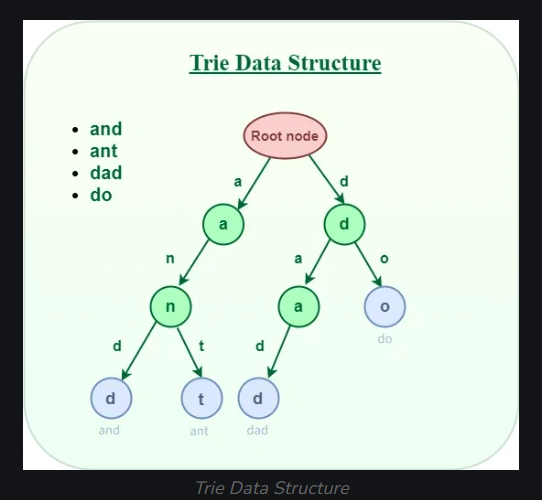 Trie Data Structure
and
ant
dad
do
Root node
a
d
a
d
n
a
o
n
a
o
do
d
t
d
d
t
d
and
ant
dad
Trie Data Structure